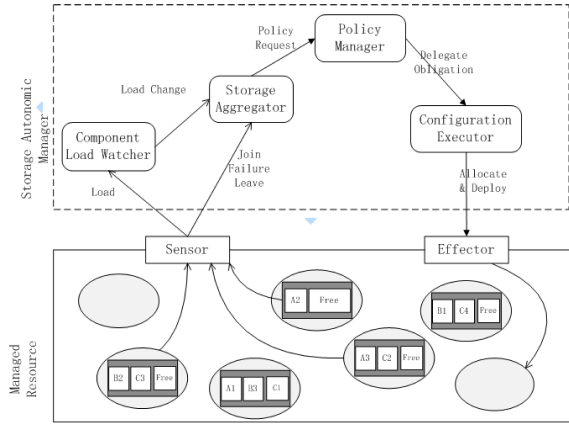 Policy
Request
Policy
Manager
Delegate
Obligation
Load Change
Storage
Aggregator
Component
Load Watcher
Configuration
Executor
Storage Autonomic
Manager
Join
Failure
Leave
Load
Allocate
& Deploy
Sensor
Effector
A2 Free
B1 C4 Free
A3 C2 Free
B2 C3 Free
A1 B3 C1
Managed
Resource